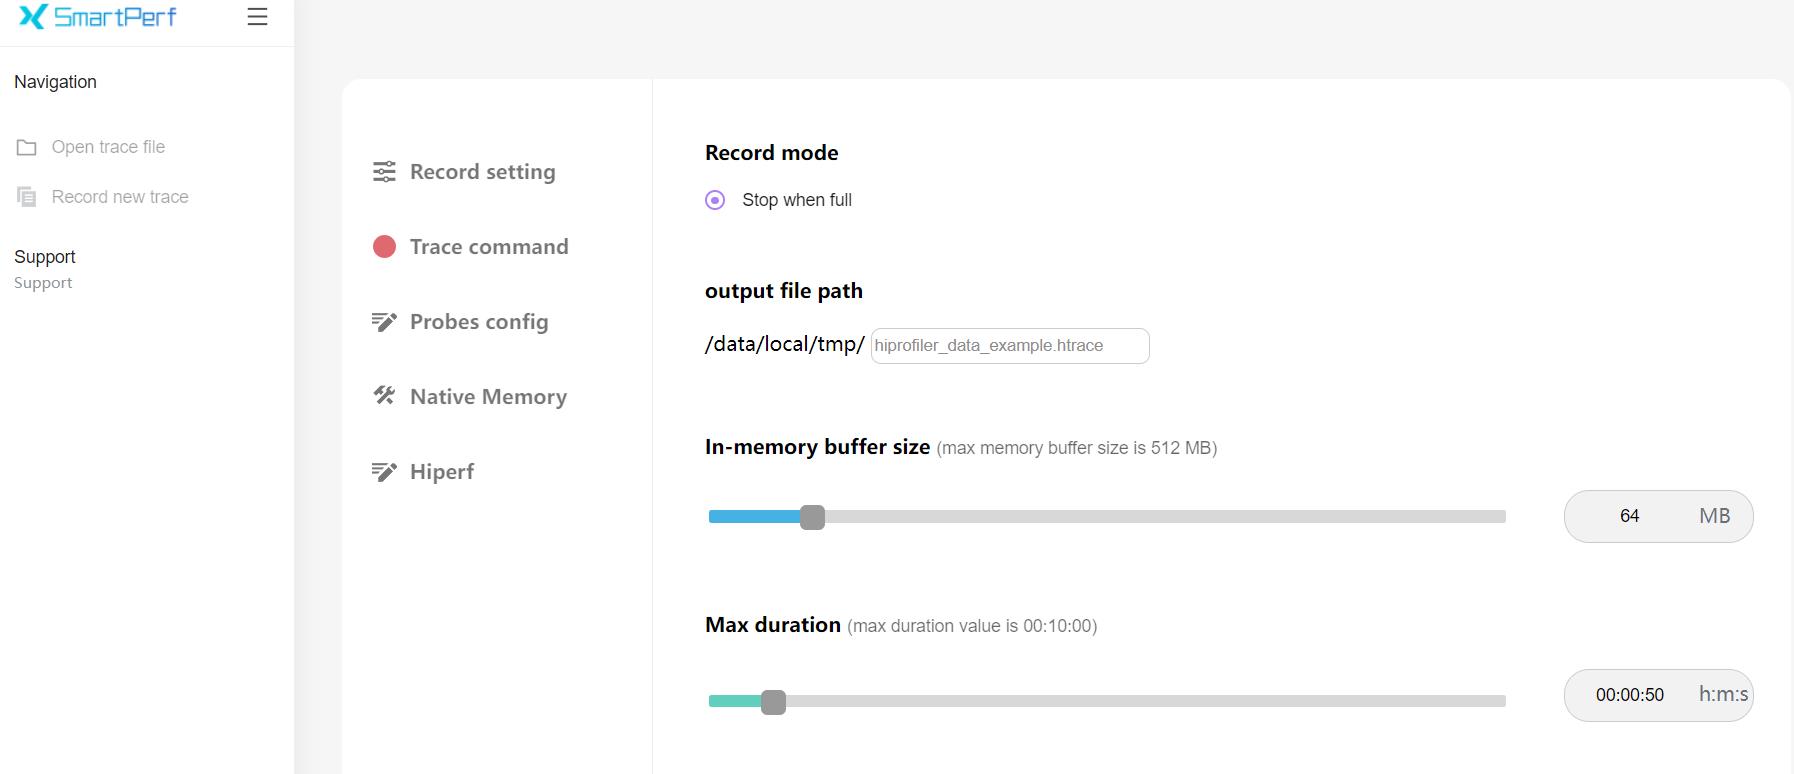 SmartPerf
Navigation
Open trace file
Record new trace
Support
Support
Record setting
Trace command
Probes config
Native Memory
Hiperf
Record mode
Stop when full
output file path
/data/local/tmp/ hiprofiler_data_example.htrace
In-memory buffer size (max memory buffer size is 512 MB)
64 MB
Max duration (max duration value is 00:10:00)
00:00:50 h:m:s